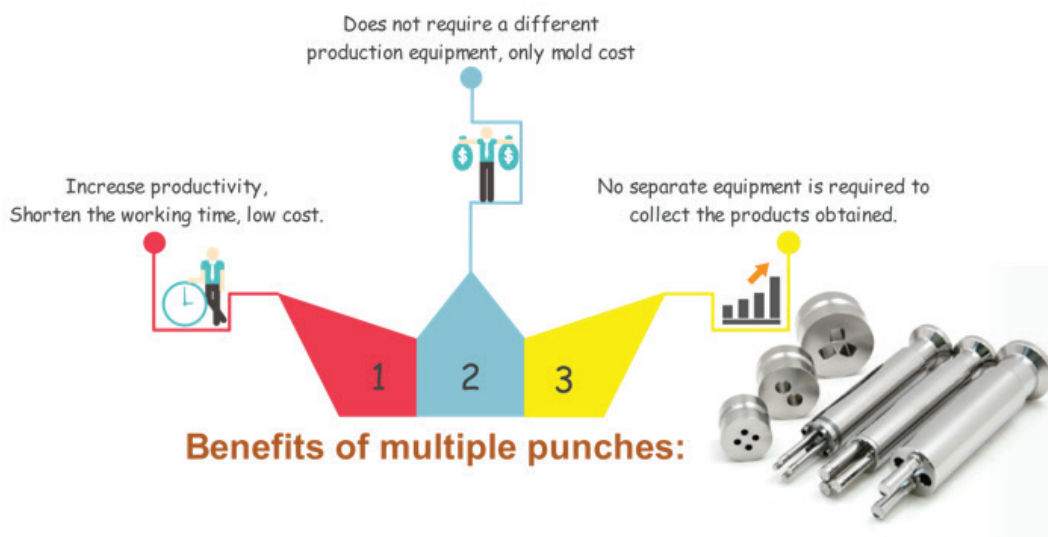 Does not require a different
production equipment, only mold cost
$ $
Increase productivity,
Shorten the working time, low cost.
No separate equipment is required to
collect the products obtained.
1
2
3
Benefits of multiple punches: